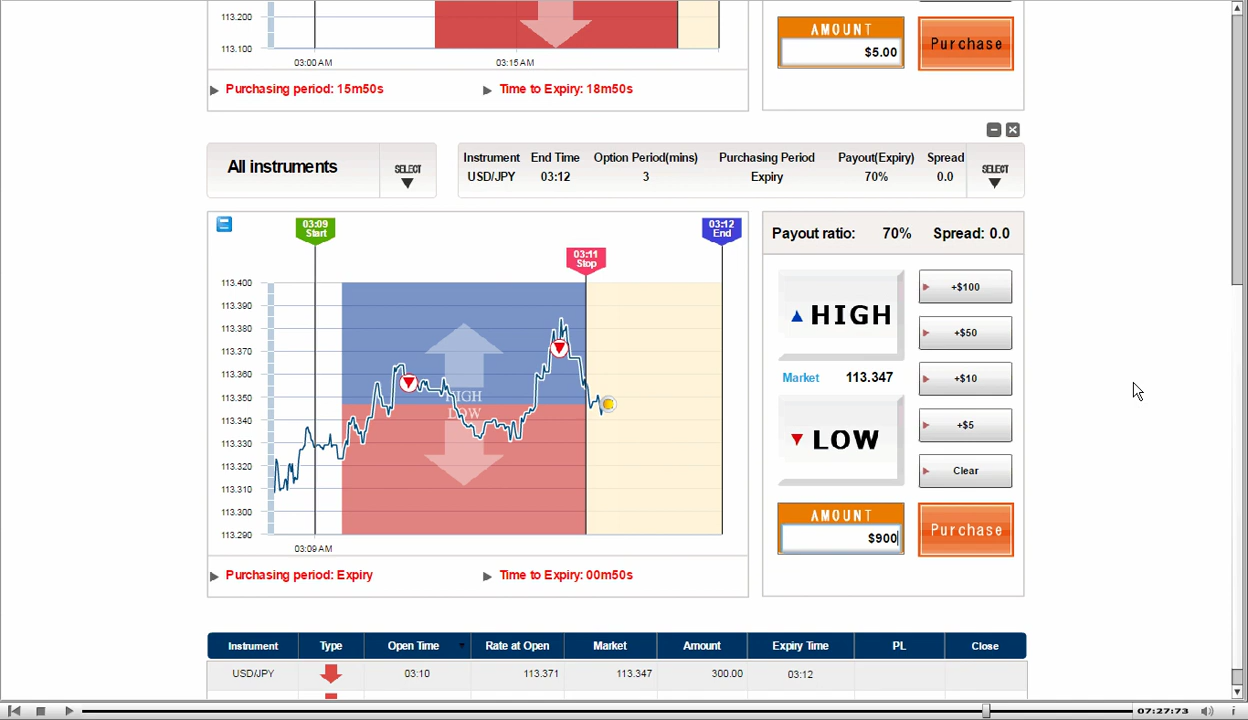 113.200
113.100
03:00 AM 03:15 AM
Purchasing period: 15m50s Time to Expiry: 18m50s
AMOUNT
$5.00
Purchase
All instruments
SELECT
Instrument End Time Option Period(mins) Purchasing Period Payout(Expiry) Spread
USD/JPY 03:12 3 Expiry 70% 0.0
SELECT
03:09
Start
03:11
Stop
03:12
End
113.400
113.390
113.380
113.370
113.360
113.350
113.340
113.330
113.320
113.310
113.300
113.290
HIGH
LOW
03:09 AM
Purchasing period: Expiry Time to Expiry: 00m50s
Payout ratio: 70% Spread: 0.0
HIGH
Market 113.347
LOW
+$100
+$50
+$10
+$5
Clear
AMOUNT
$900
Purchase
Instrument Type Open Time Rate at Open Market Amount Expiry Time PL Close
USD/JPY 03:10 113.371 113.347 300.00 03:12
07:27:73